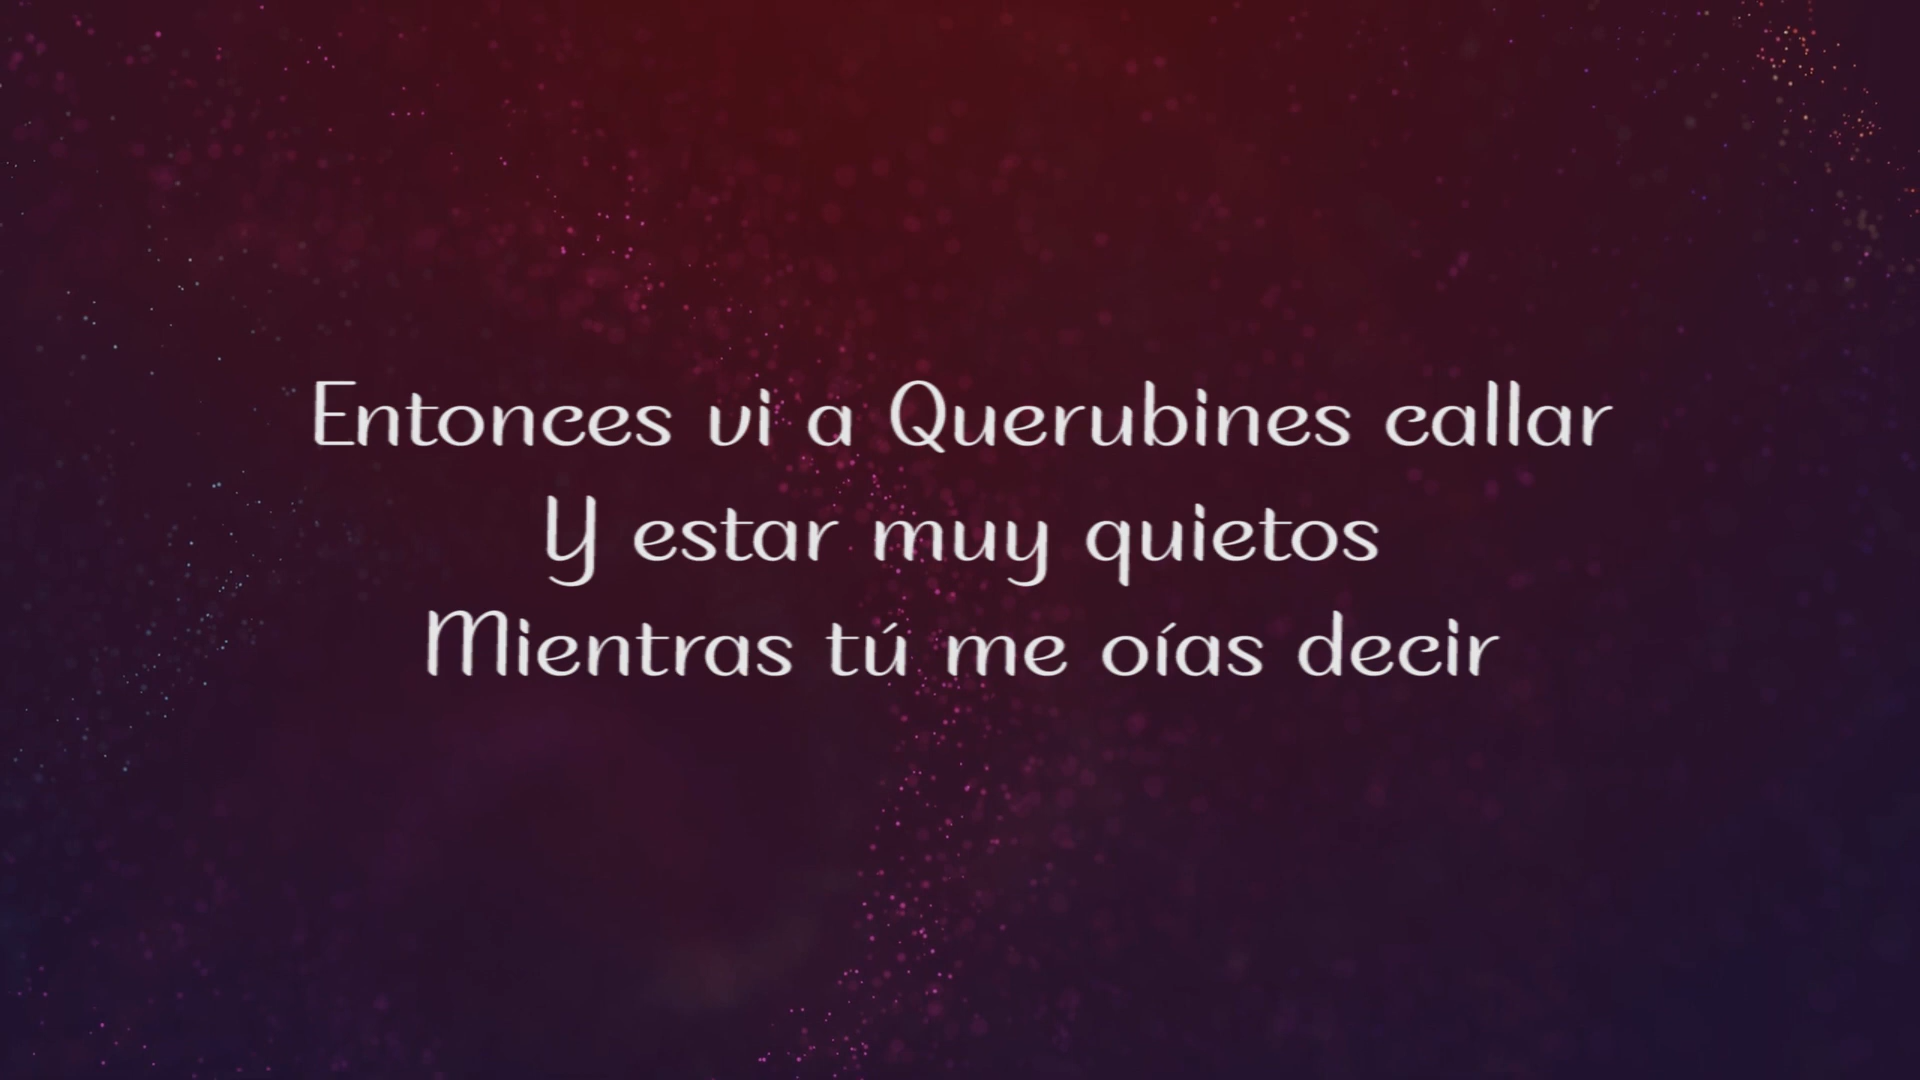 Entonces vi a Querubines callar
Y estar muy quietos
Mientras tú me oías decir